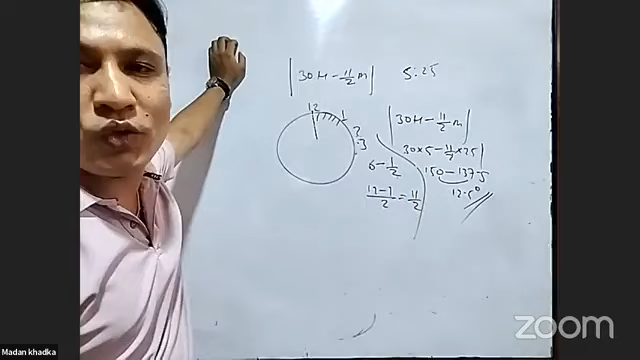 |30H - 11/2 m|
5:25
12
1
2
3
|30H - 11/2 m|
30×5 - 11/2 × 25|
6 - 1/2
150 - 137.5
12-1/2 = 11/2
12.5°
Madan khadka
zoom